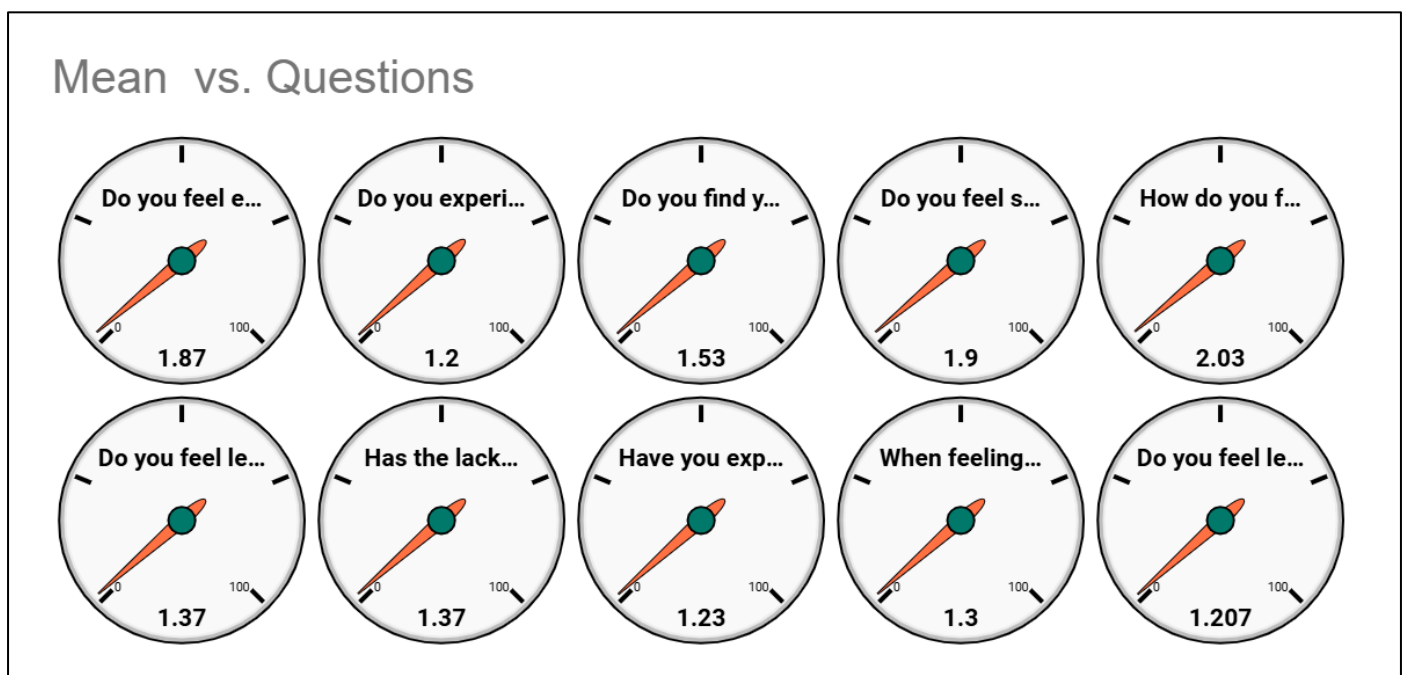 Mean vs. Questions
Do you feel e...
0
100
1.87
Do you experi...
0
100
1.2
Do you find y...
0
100
1.53
Do you feel s...
0
100
1.9
How do you f...
0
100
2.03
Do you feel le...
0
100
1.37
Has the lack...
0
100
1.37
Have you exp...
0
100
1.23
When feeling...
0
100
1.3
Do you feel le...
0
100
1.207